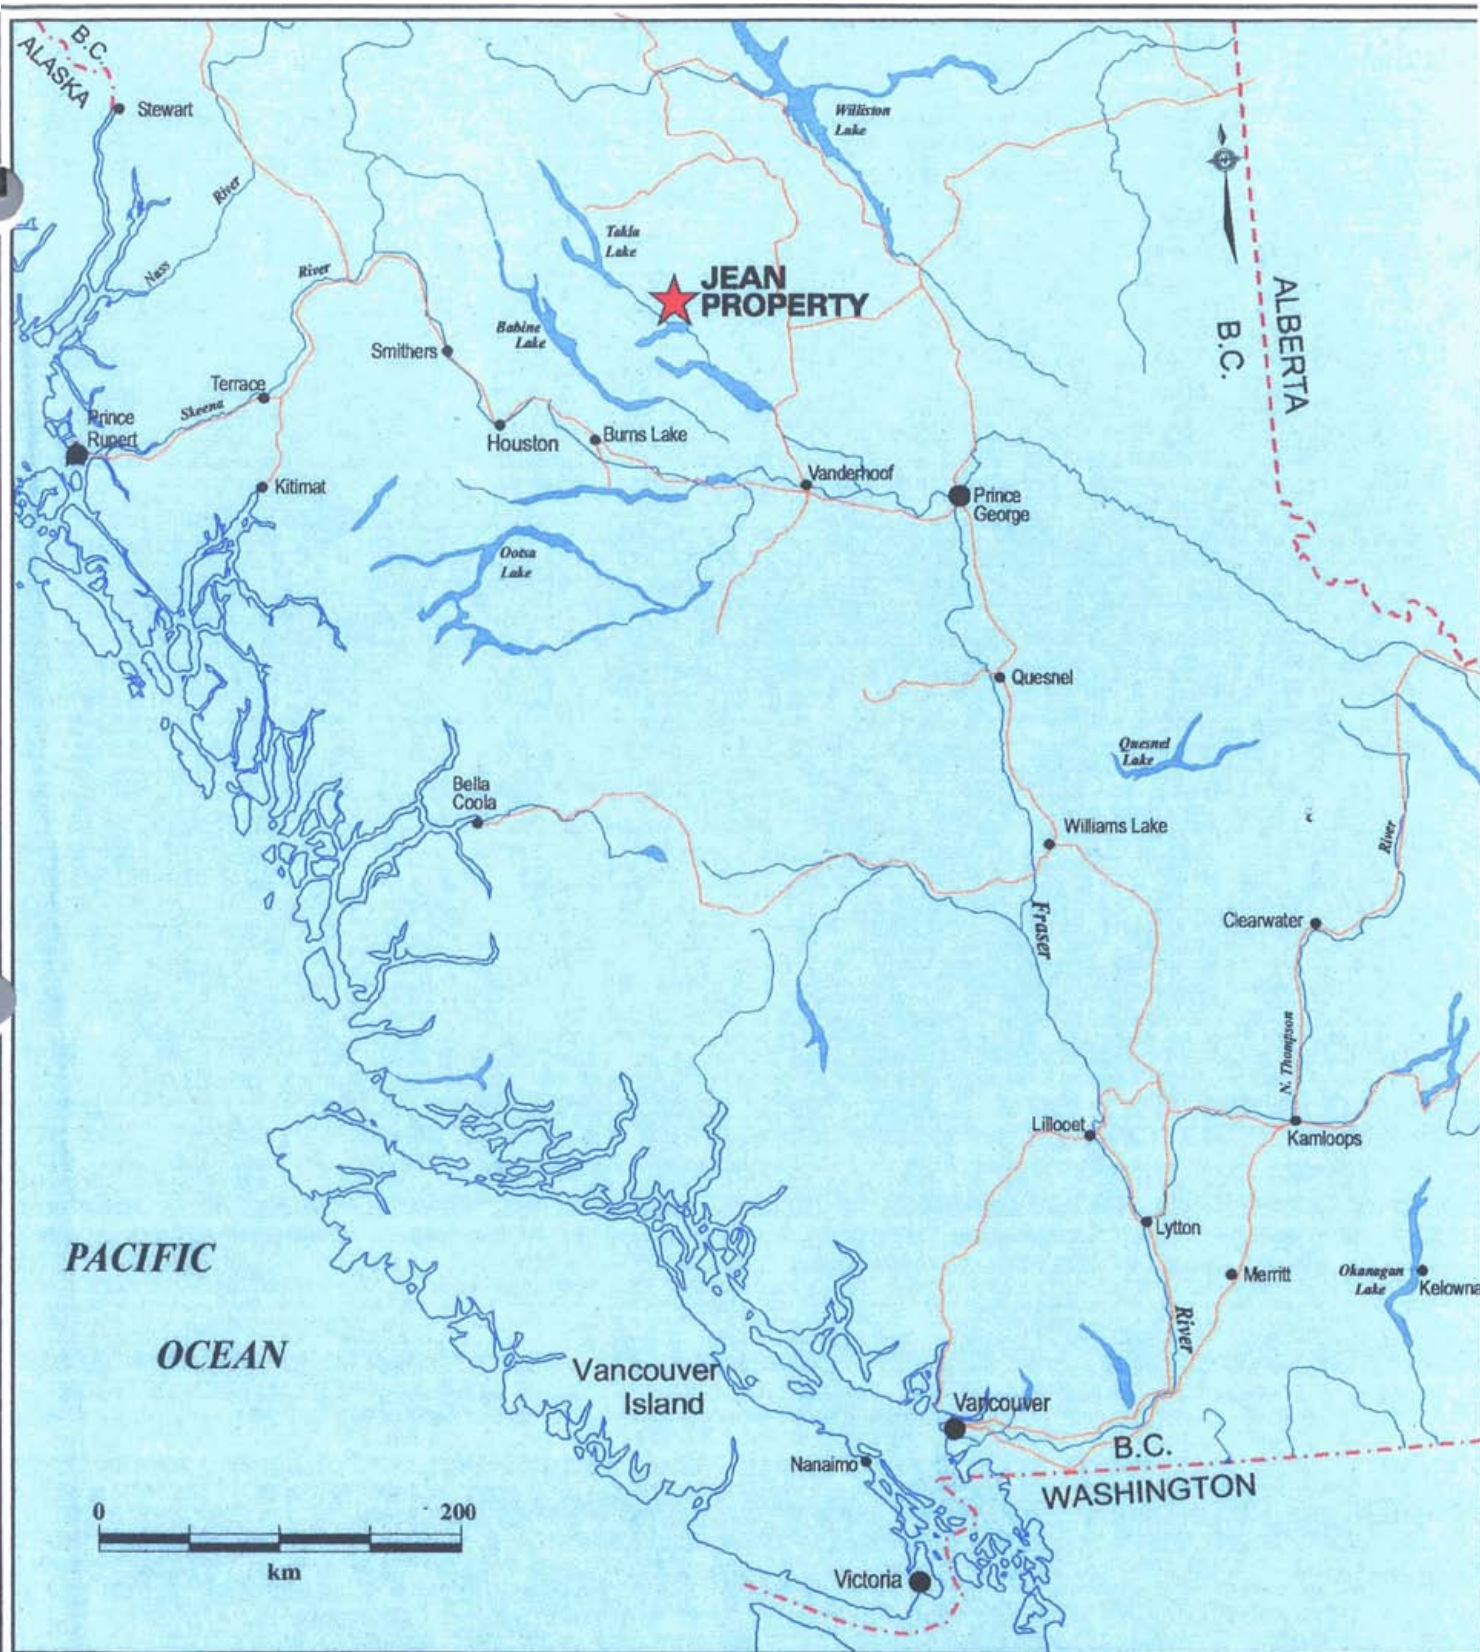 B.C.
ALASKA
Stewart
Williston
Lake
River
Nass
Takla
Lake
River
JEAN
PROPERTY
ALBERTA
B.C.
Babine
Lake
Smithers
Terrace
Skeena
Prince
Rupert
Houston
Burns Lake
Kitimat
Vanderhoof
Prince
George
Ootsa
Lake
Quesnel
Quesnel
Lake
Bella
Coola
Williams Lake
River
Fraser
Clearwater
N. Thompson
Lillooet
Kamloops
Lytton
PACIFIC
OCEAN
Merritt
Okanagan
Lake
Kelowna
River
Vancouver
Island
Vancouver
B.C.
Nanaimo
WASHINGTON
0 200
km
Victoria